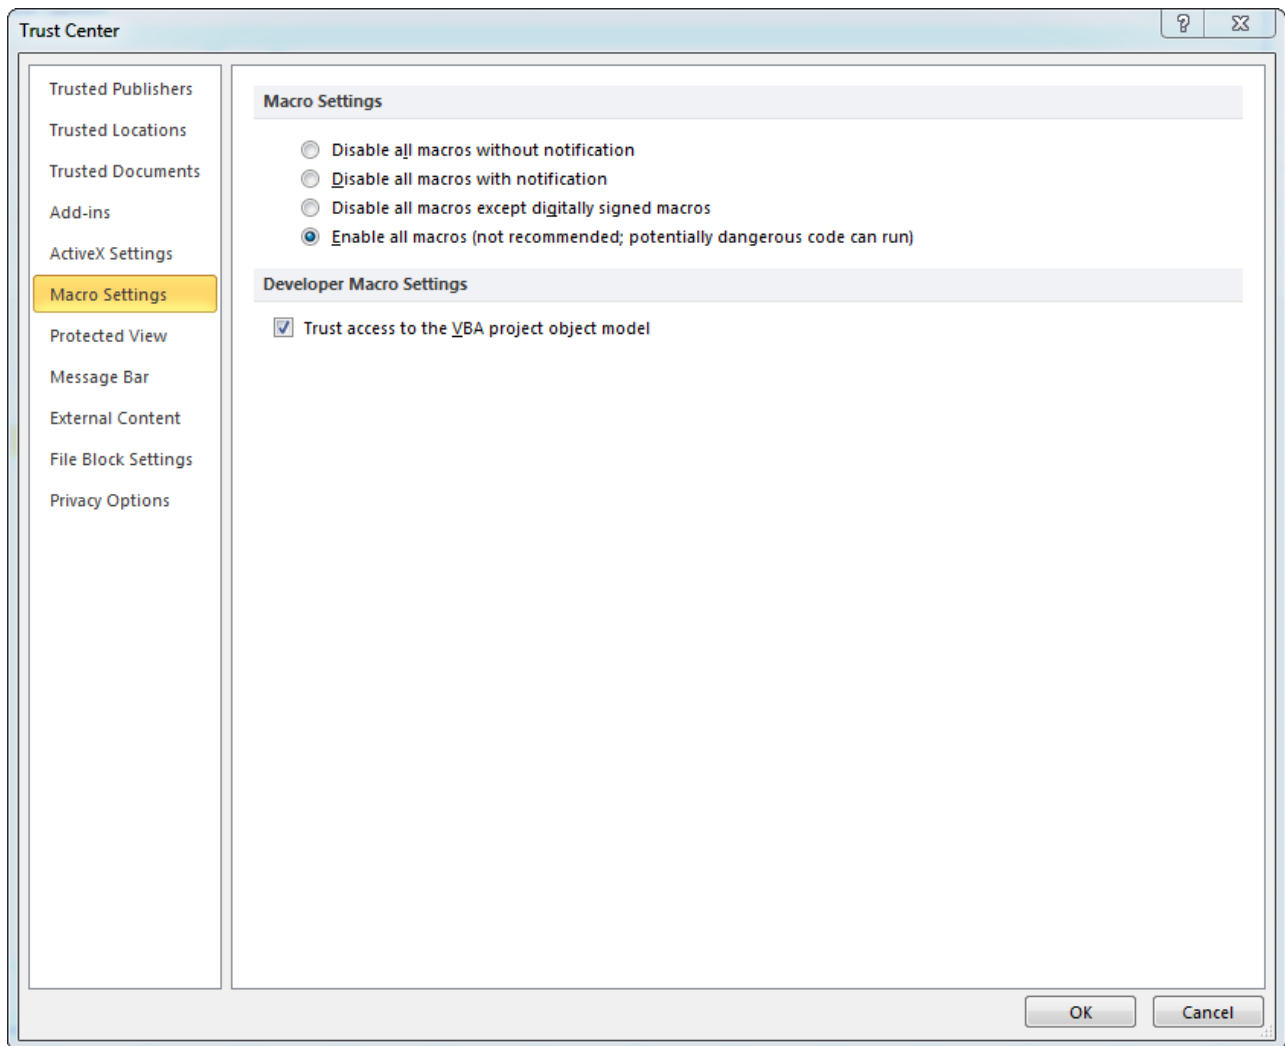 Trust Center
Trusted Publishers
Trusted Locations
Trusted Documents
Add-ins
ActiveX Settings
Macro Settings
Protected View
Message Bar
External Content
File Block Settings
Privacy Options
Macro Settings
Disable all macros without notification
Disable all macros with notification
Disable all macros except digitally signed macros
Enable all macros (not recommended; potentially dangerous code can run)
Developer Macro Settings
Trust access to the VBA project object model
OK
Cancel